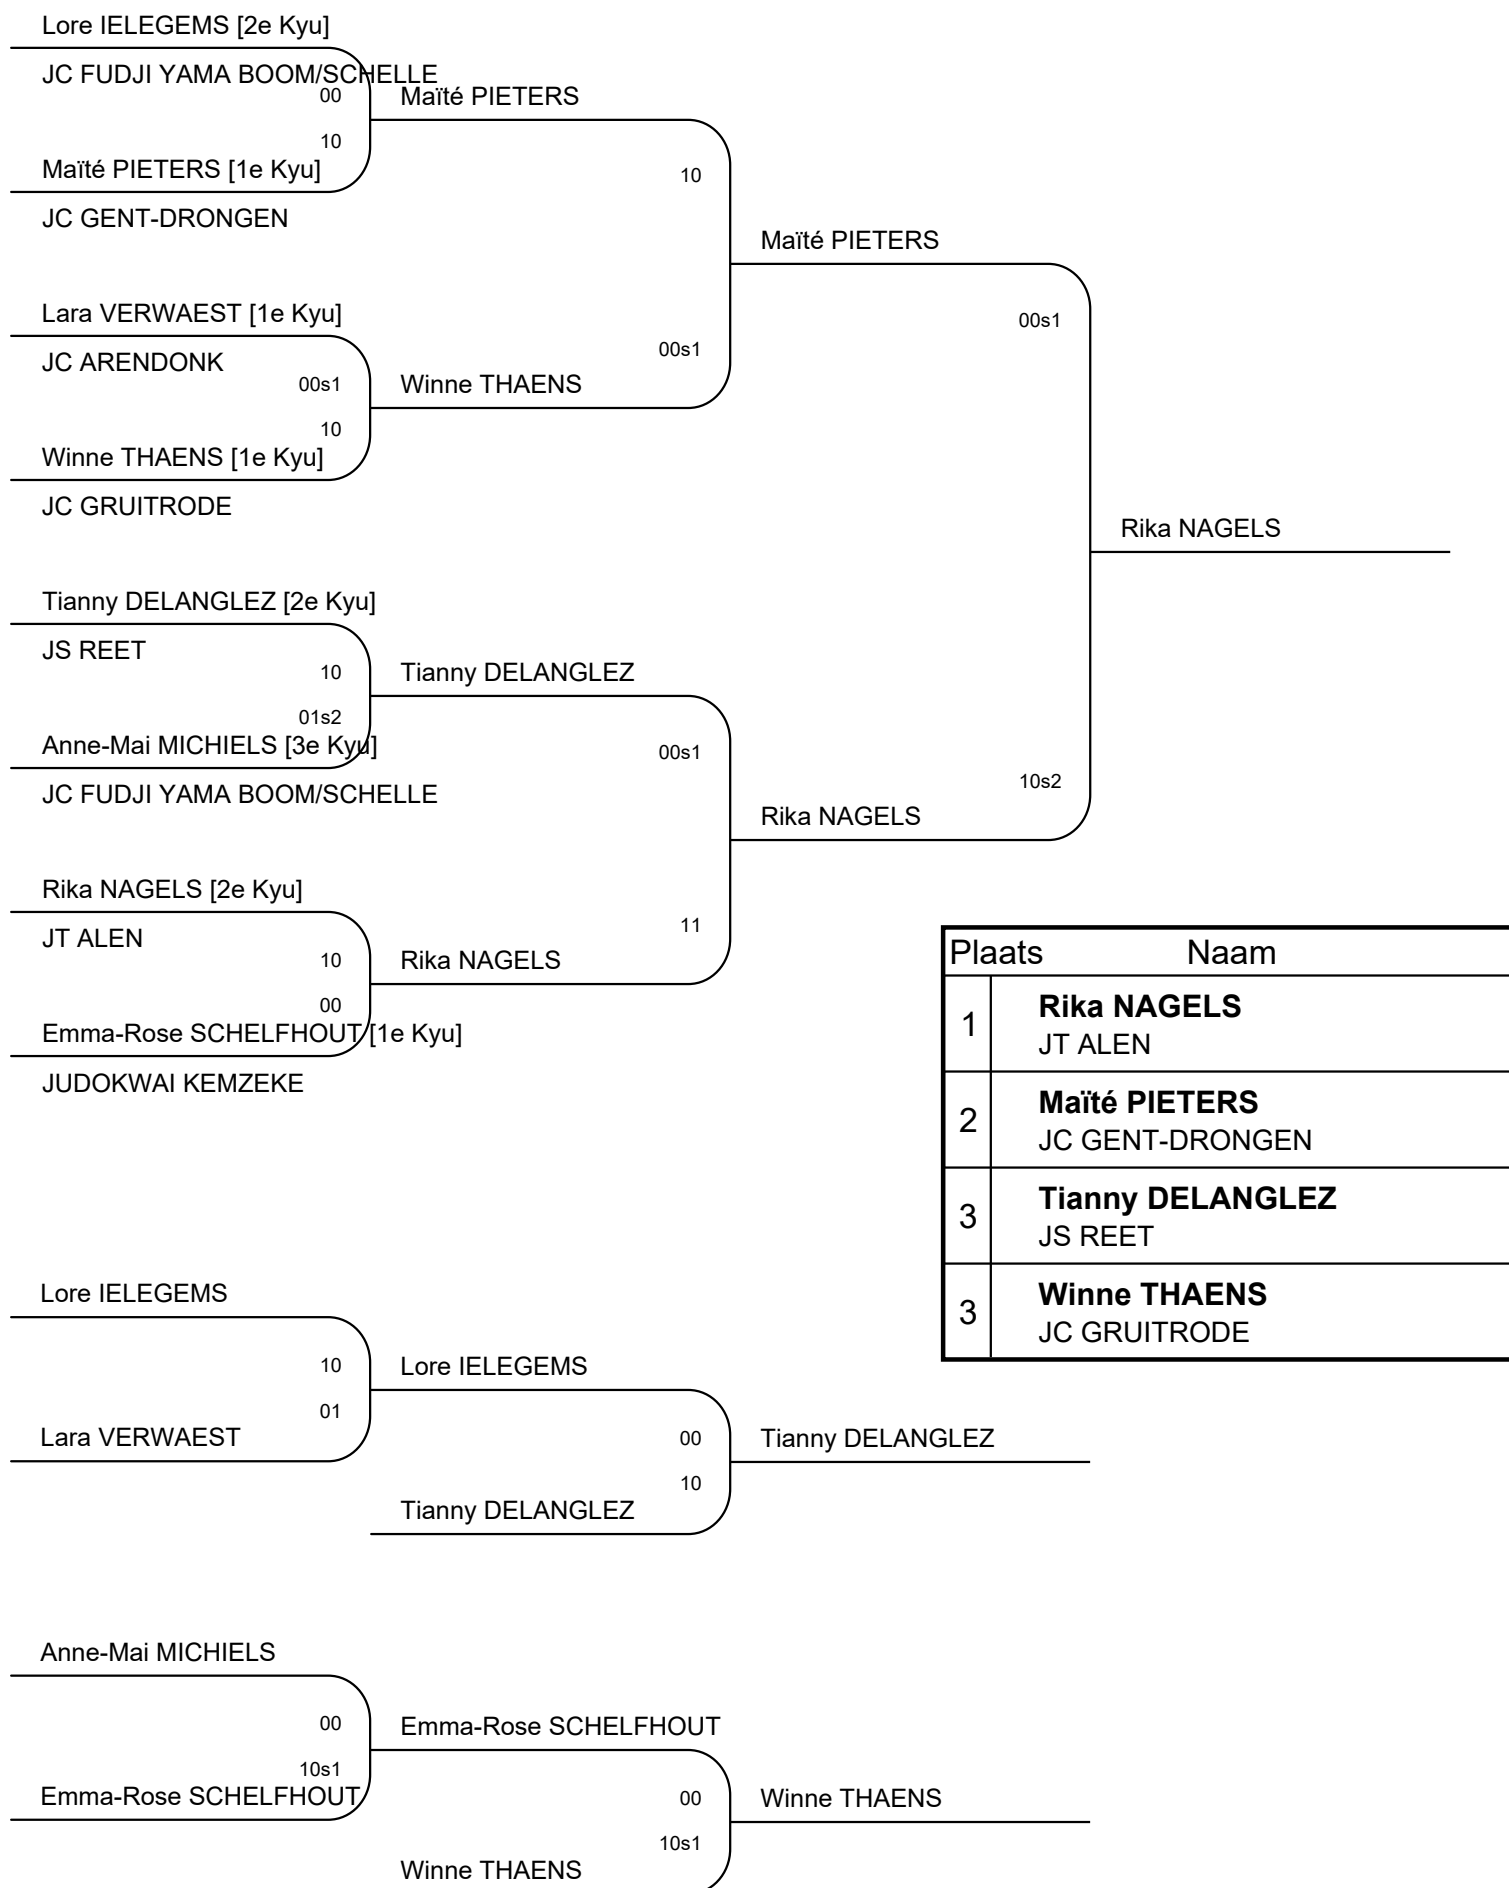 Lore IELEGEMS [2e Kyu]
JC FUDJI YAMA BOOM/SCHELLE
00
Maïté PIETERS
10
Maïté PIETERS [1e Kyu]
10
JC GENT-DRONGEN
Maïté PIETERS
Lara VERWAEST [1e Kyu]
00s1
JC ARENDONK
00s1
00s1
Winne THAENS
10
Winne THAENS [1e Kyu]
JC GRUITRODE
Rika NAGELS
Tianny DELANGLEZ [2e Kyu]
JS REET
10
Tianny DELANGLEZ
01s2
Anne-Mai MICHIELS [3e Kyu]
00s1
10s2
JC FUDJI YAMA BOOM/SCHELLE
Rika NAGELS
Rika NAGELS [2e Kyu]
11
JT ALEN
10
Rika NAGELS
00
Emma-Rose SCHELFHOUT [1e Kyu]
JUDOKWAI KEMZEKE
Plaats Naam
1 Rika NAGELS
JT ALEN
2 Maïté PIETERS
JC GENT-DRONGEN
3 Tianny DELANGLEZ
JS REET
3 Winne THAENS
JC GRUITRODE
Lore IELEGEMS
10
Lore IELEGEMS
01
Lara VERWAEST
00
Tianny DELANGLEZ
10
Tianny DELANGLEZ
Anne-Mai MICHIELS
00
Emma-Rose SCHELFHOUT
10s1
Emma-Rose SCHELFHOUT
00
Winne THAENS
10s1
Winne THAENS